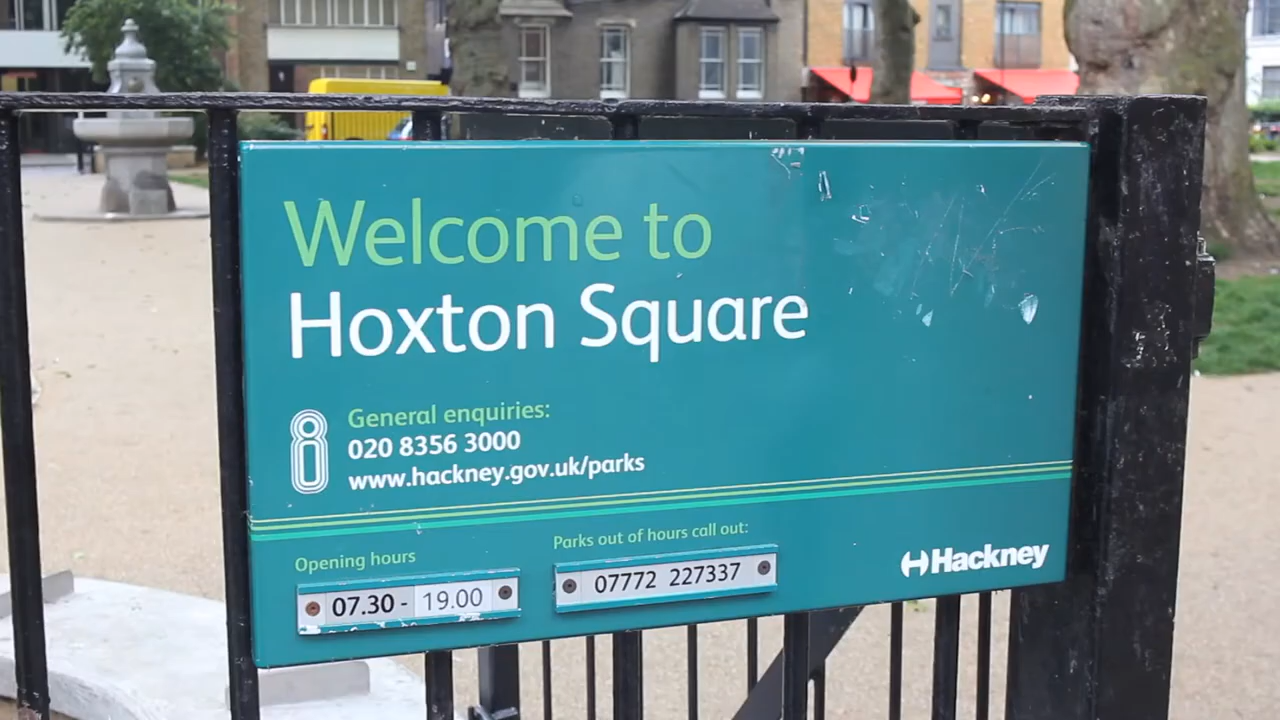 Welcome to
Hoxton Square
General enquiries:
020 8356 3000
www.hackney.gov.uk/parks
Opening hours
07.30 - 19.00
Parks out of hours call out:
07772 227337
Hackney